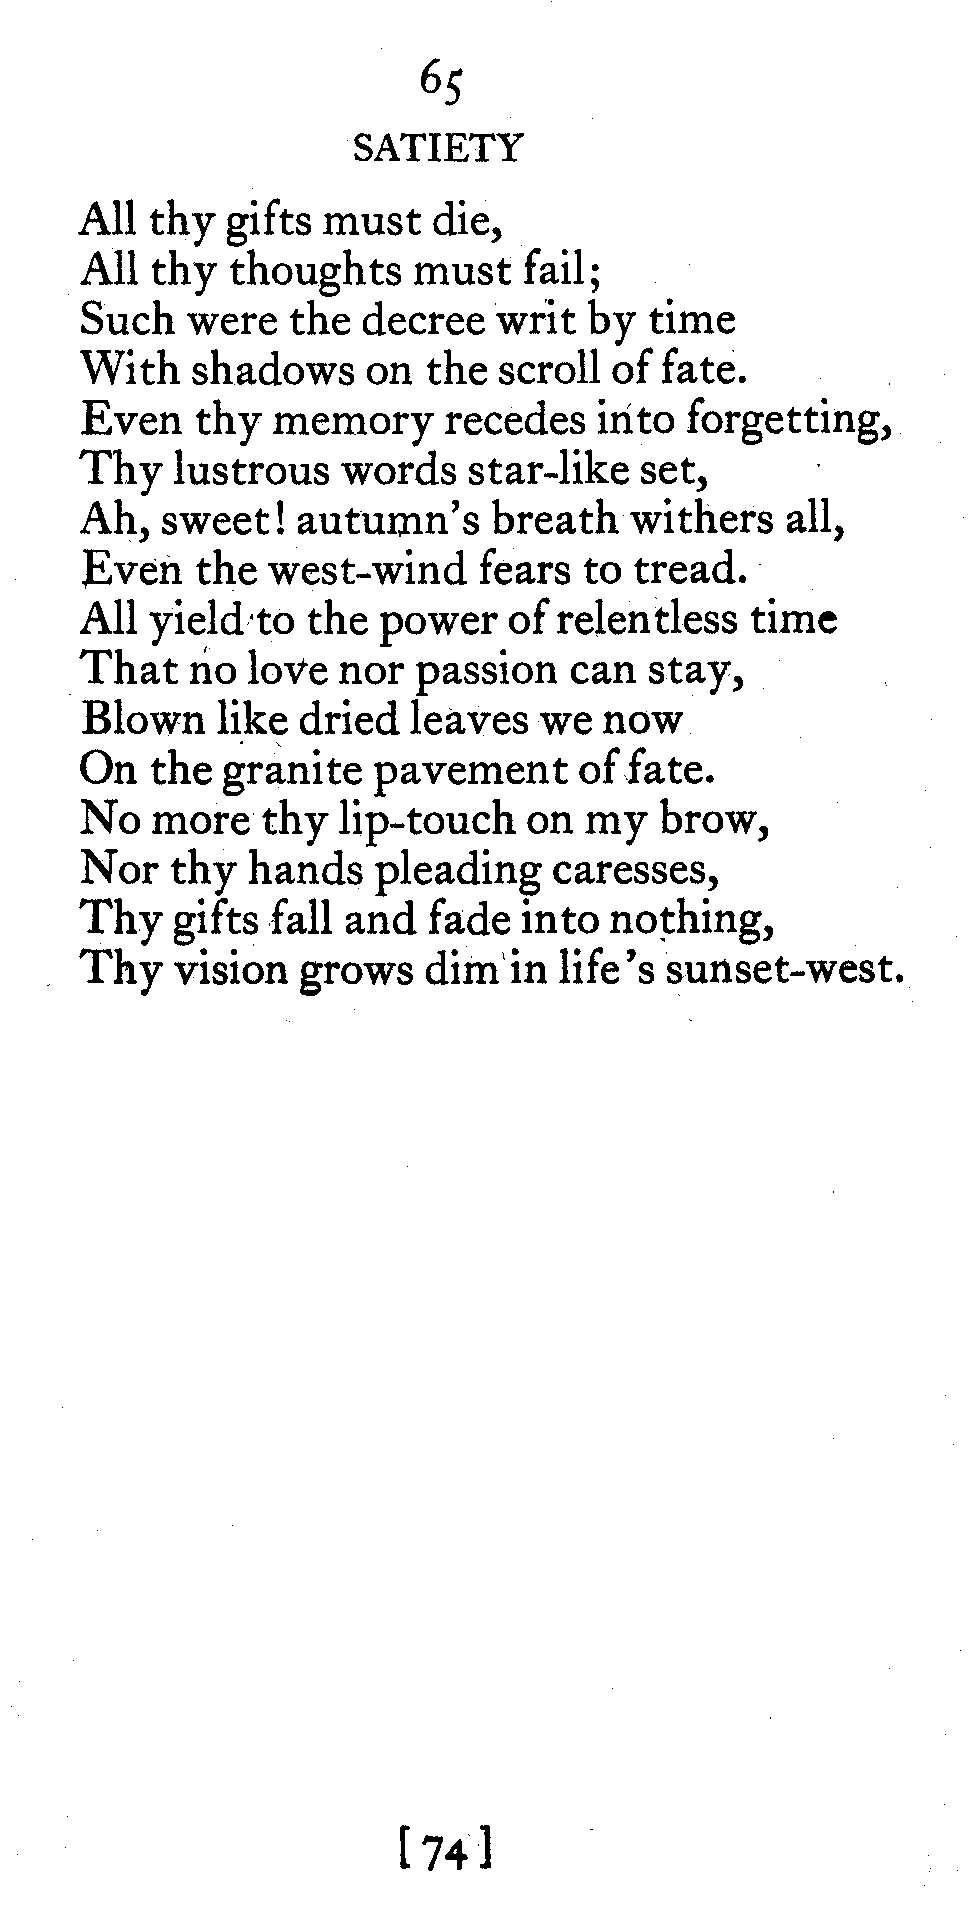 65
SATIETY
All thy gifts must die,
All thy thoughts must fail;
Such were the decree writ by time
With shadows on the scroll of fate.
Even thy memory recedes into forgetting,
Thy lustrous words star-like set,
Ah, sweet! autumn's breath withers all,
Even the west-wind fears to tread.
All yield to the power of relentless time
That no love nor passion can stay,
Blown like dried leaves we now
On the granite pavement of fate.
No more thy lip-touch on my brow,
Nor thy hands pleading caresses,
Thy gifts fall and fade into nothing,
Thy vision grows dim in life's sunset-west.
[74]